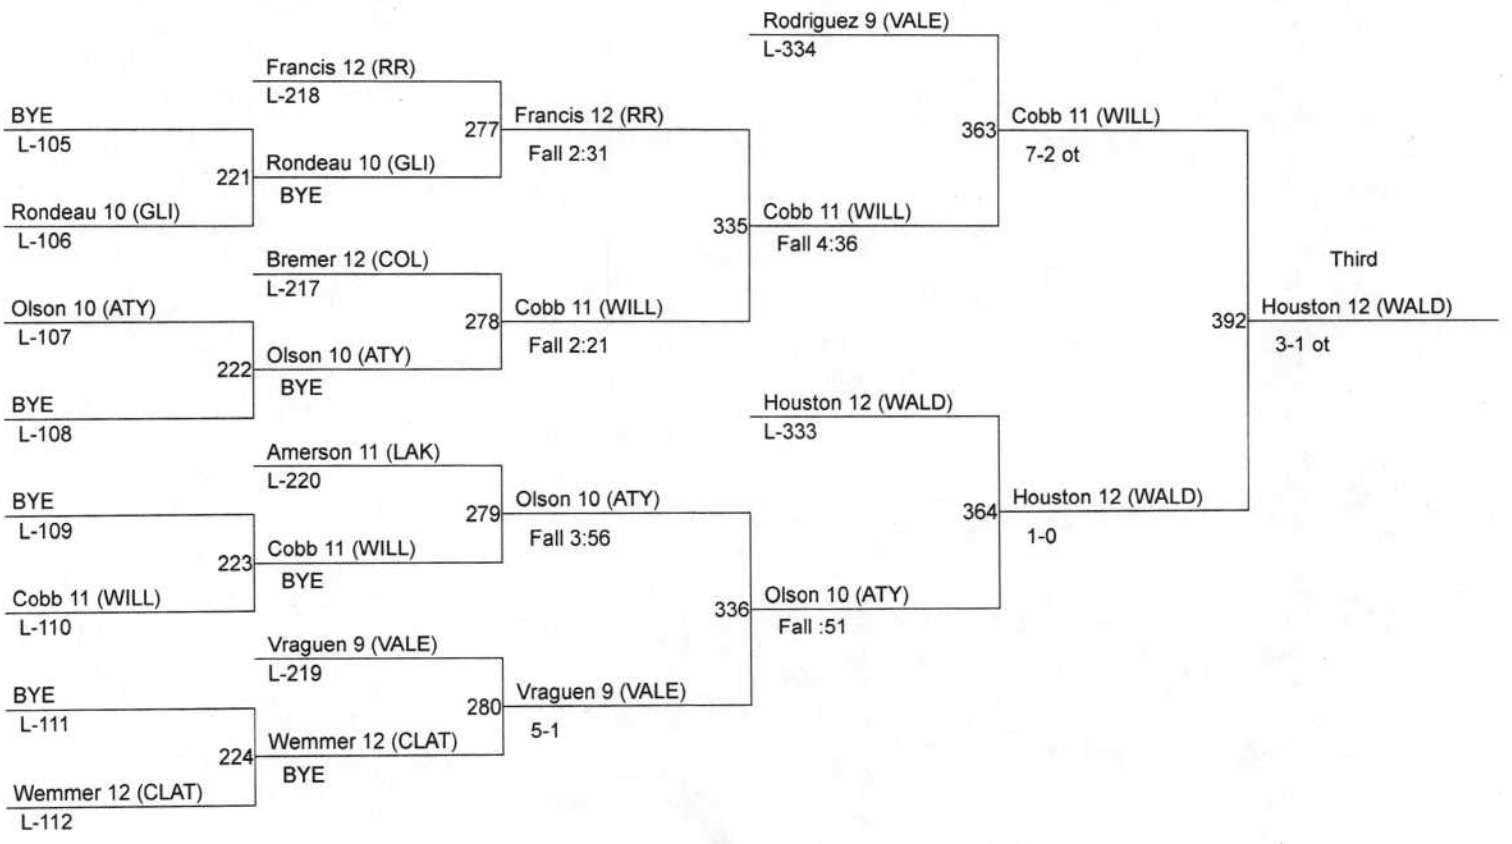 Rodriguez 9 (VALE)
L-334
Francis 12 (RR)
L-218
BYE
L-105
277
Francis 12 (RR)
Fall 2:31
363
Cobb 11 (WILL)
7-2 ot
221
Rondeau 10 (GLI)
BYE
Rondeau 10 (GLI)
L-106
335
Cobb 11 (WILL)
Fall 4:36
Bremer 12 (COL)
L-217
Third
Olson 10 (ATY)
L-107
278
Cobb 11 (WILL)
Fall 2:21
392
Houston 12 (WALD)
3-1 ot
222
Olson 10 (ATY)
BYE
BYE
L-108
Houston 12 (WALD)
L-333
Amerson 11 (LAK)
L-220
BYE
L-109
279
Olson 10 (ATY)
Fall 3:56
364
Houston 12 (WALD)
1-0
223
Cobb 11 (WILL)
BYE
Cobb 11 (WILL)
L-110
336
Olson 10 (ATY)
Fall :51
Vraguen 9 (VALE)
L-219
BYE
L-111
280
Vraguen 9 (VALE)
5-1
224
Wemmer 12 (CLAT)
BYE
Wemmer 12 (CLAT)
L-112